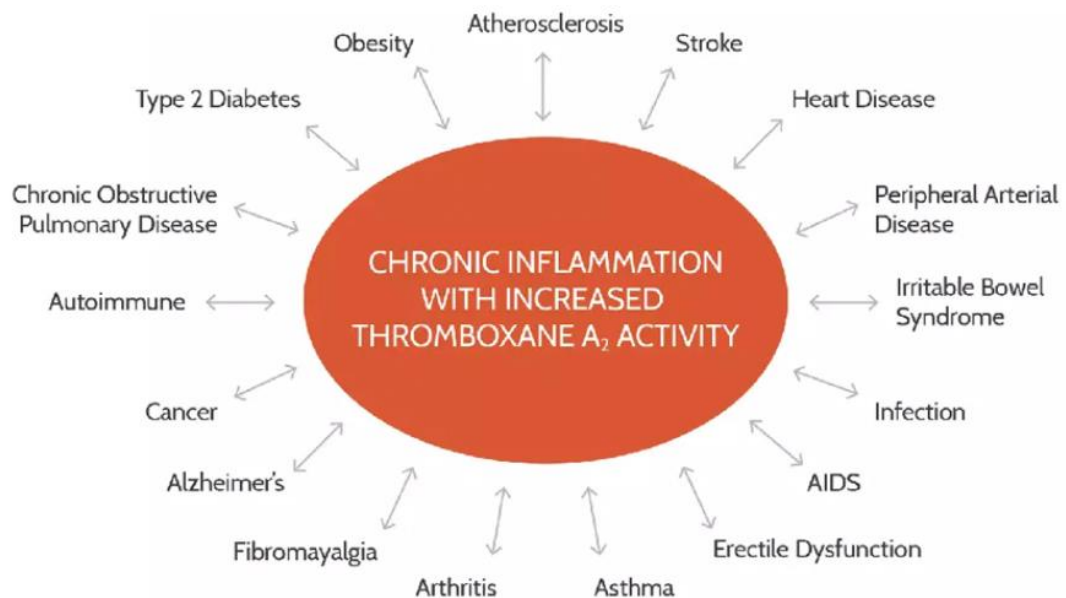 Atherosclerosis
Obesity
Stroke
Type 2 Diabetes
Heart Disease
Chronic Obstructive
Pulmonary Disease
Peripheral Arterial
Disease
CHRONIC INFLAMMATION
WITH INCREASED
THROMBOXANE A₂ ACTIVITY
Autoimmune
Irritable Bowel
Syndrome
Cancer
Infection
Alzheimer's
AIDS
Fibromayalgia
Erectile Dysfunction
Arthritis
Asthma